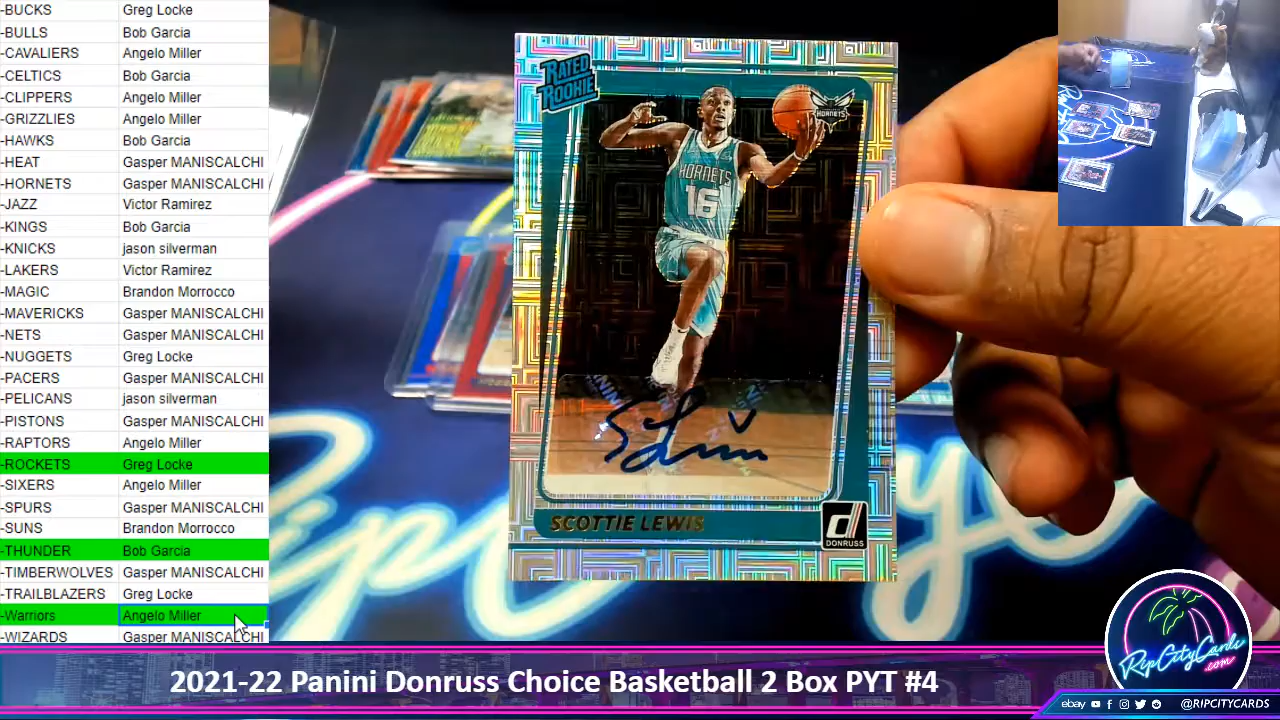 -BUCKS Greg Locke
-BULLS Bob Garcia
-CAVALIERS Angelo Miller
-CELTICS Bob Garcia
-CLIPPERS Angelo Miller
-GRIZZLIES Angelo Miller
-HAWKS Bob Garcia
-HEAT Gasper MANISCALCHI
-HORNETS Gasper MANISCALCHI
-JAZZ Victor Ramirez
-KINGS Bob Garcia
-KNICKS jason silverman
-LAKERS Victor Ramirez
-MAGIC Brandon Morrocco
-MAVERICKS Gasper MANISCALCHI
-NETS Gasper MANISCALCHI
-NUGGETS Greg Locke
-PACERS Gasper MANISCALCHI
-PELICANS jason silverman
-PISTONS Gasper MANISCALCHI
-RAPTORS Angelo Miller
-ROCKETS Greg Locke
-SIXERS Angelo Miller
-SPURS Gasper MANISCALCHI
-SUNS Brandon Morrocco
-THUNDER Bob Garcia
-TIMBERWOLVES Gasper MANISCALCHI
-TRAILBLAZERS Greg Locke
-Warriors Angelo Miller
-WIZARDS Gasper MANISCALCHI
RATED
ROOKIE
HORNETS
HORNETS
16
SCOTTIE LEWIS
DONRUSS
RipCityCards
.com
2021-22 Panini Donruss Choice Basketball 2 Box PYT #4
ebay @RIPCITYCARDS